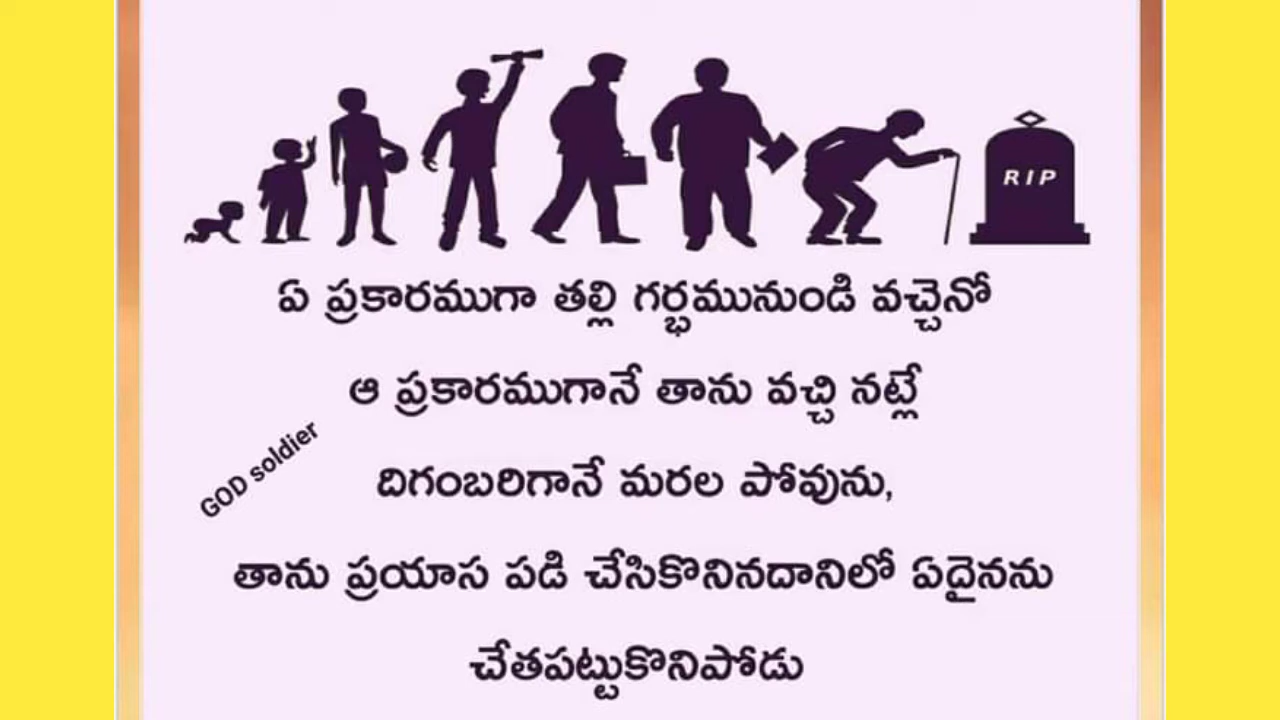 RIP
ఏ ప్రకారముగా తల్లి గర్భమునుండి వచ్చెనో
ఆ ప్రకారముగానే తాను వచ్చి నట్లే
GOD soldier
దిగంబరిగానే మరల పోవును,
తాను ప్రయాస పడి చేసికొనినదానిలో ఏదైనను
చేతపట్టుకొనిపోడు